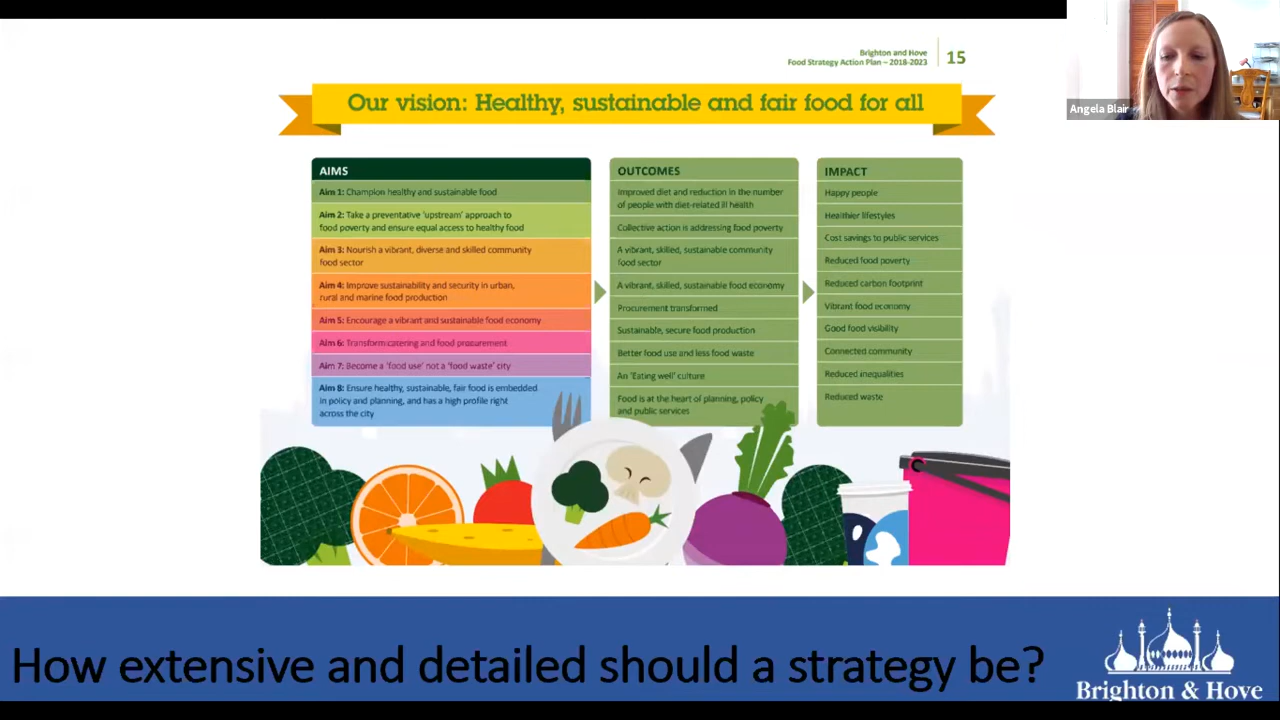 Brighton and Hove
Food Strategy Action Plan – 2018-2023
15
Angela Blair
Our vision: Healthy, sustainable and fair food for all
AIMS
Aim 1: Champion healthy and sustainable food
Aim 2: Take a preventative 'upstream' approach to
food poverty and ensure equal access to healthy food
Aim 3: Nourish a vibrant, diverse and skilled community
food sector
Aim 4: Improve sustainability and security in urban,
rural and marine food production
Aim 5: Encourage a vibrant and sustainable food economy
Aim 6: Transform catering and food procurement
Aim 7: Become a 'food use' not a 'food waste' city
Aim 8: Ensure healthy, sustainable, fair food is embedded
in policy and planning, and has a high profile right
across the city
OUTCOMES
Improved diet and reduction in the number
of people with diet-related ill health
Collective action is addressing food poverty
A vibrant, skilled, sustainable community
food sector
A vibrant, skilled, sustainable food economy
Procurement transformed
Sustainable, secure food production
Better food use and less food waste
An 'Eating well' culture
Food is at the heart of planning, policy
and public services
IMPACT
Happy people
Healthier lifestyles
Cost savings to public services
Reduced food poverty
Reduced carbon footprint
Vibrant food economy
Good food visibility
Connected community
Reduced inequalities
Reduced waste
How extensive and detailed should a strategy be?
Brighton & Hove